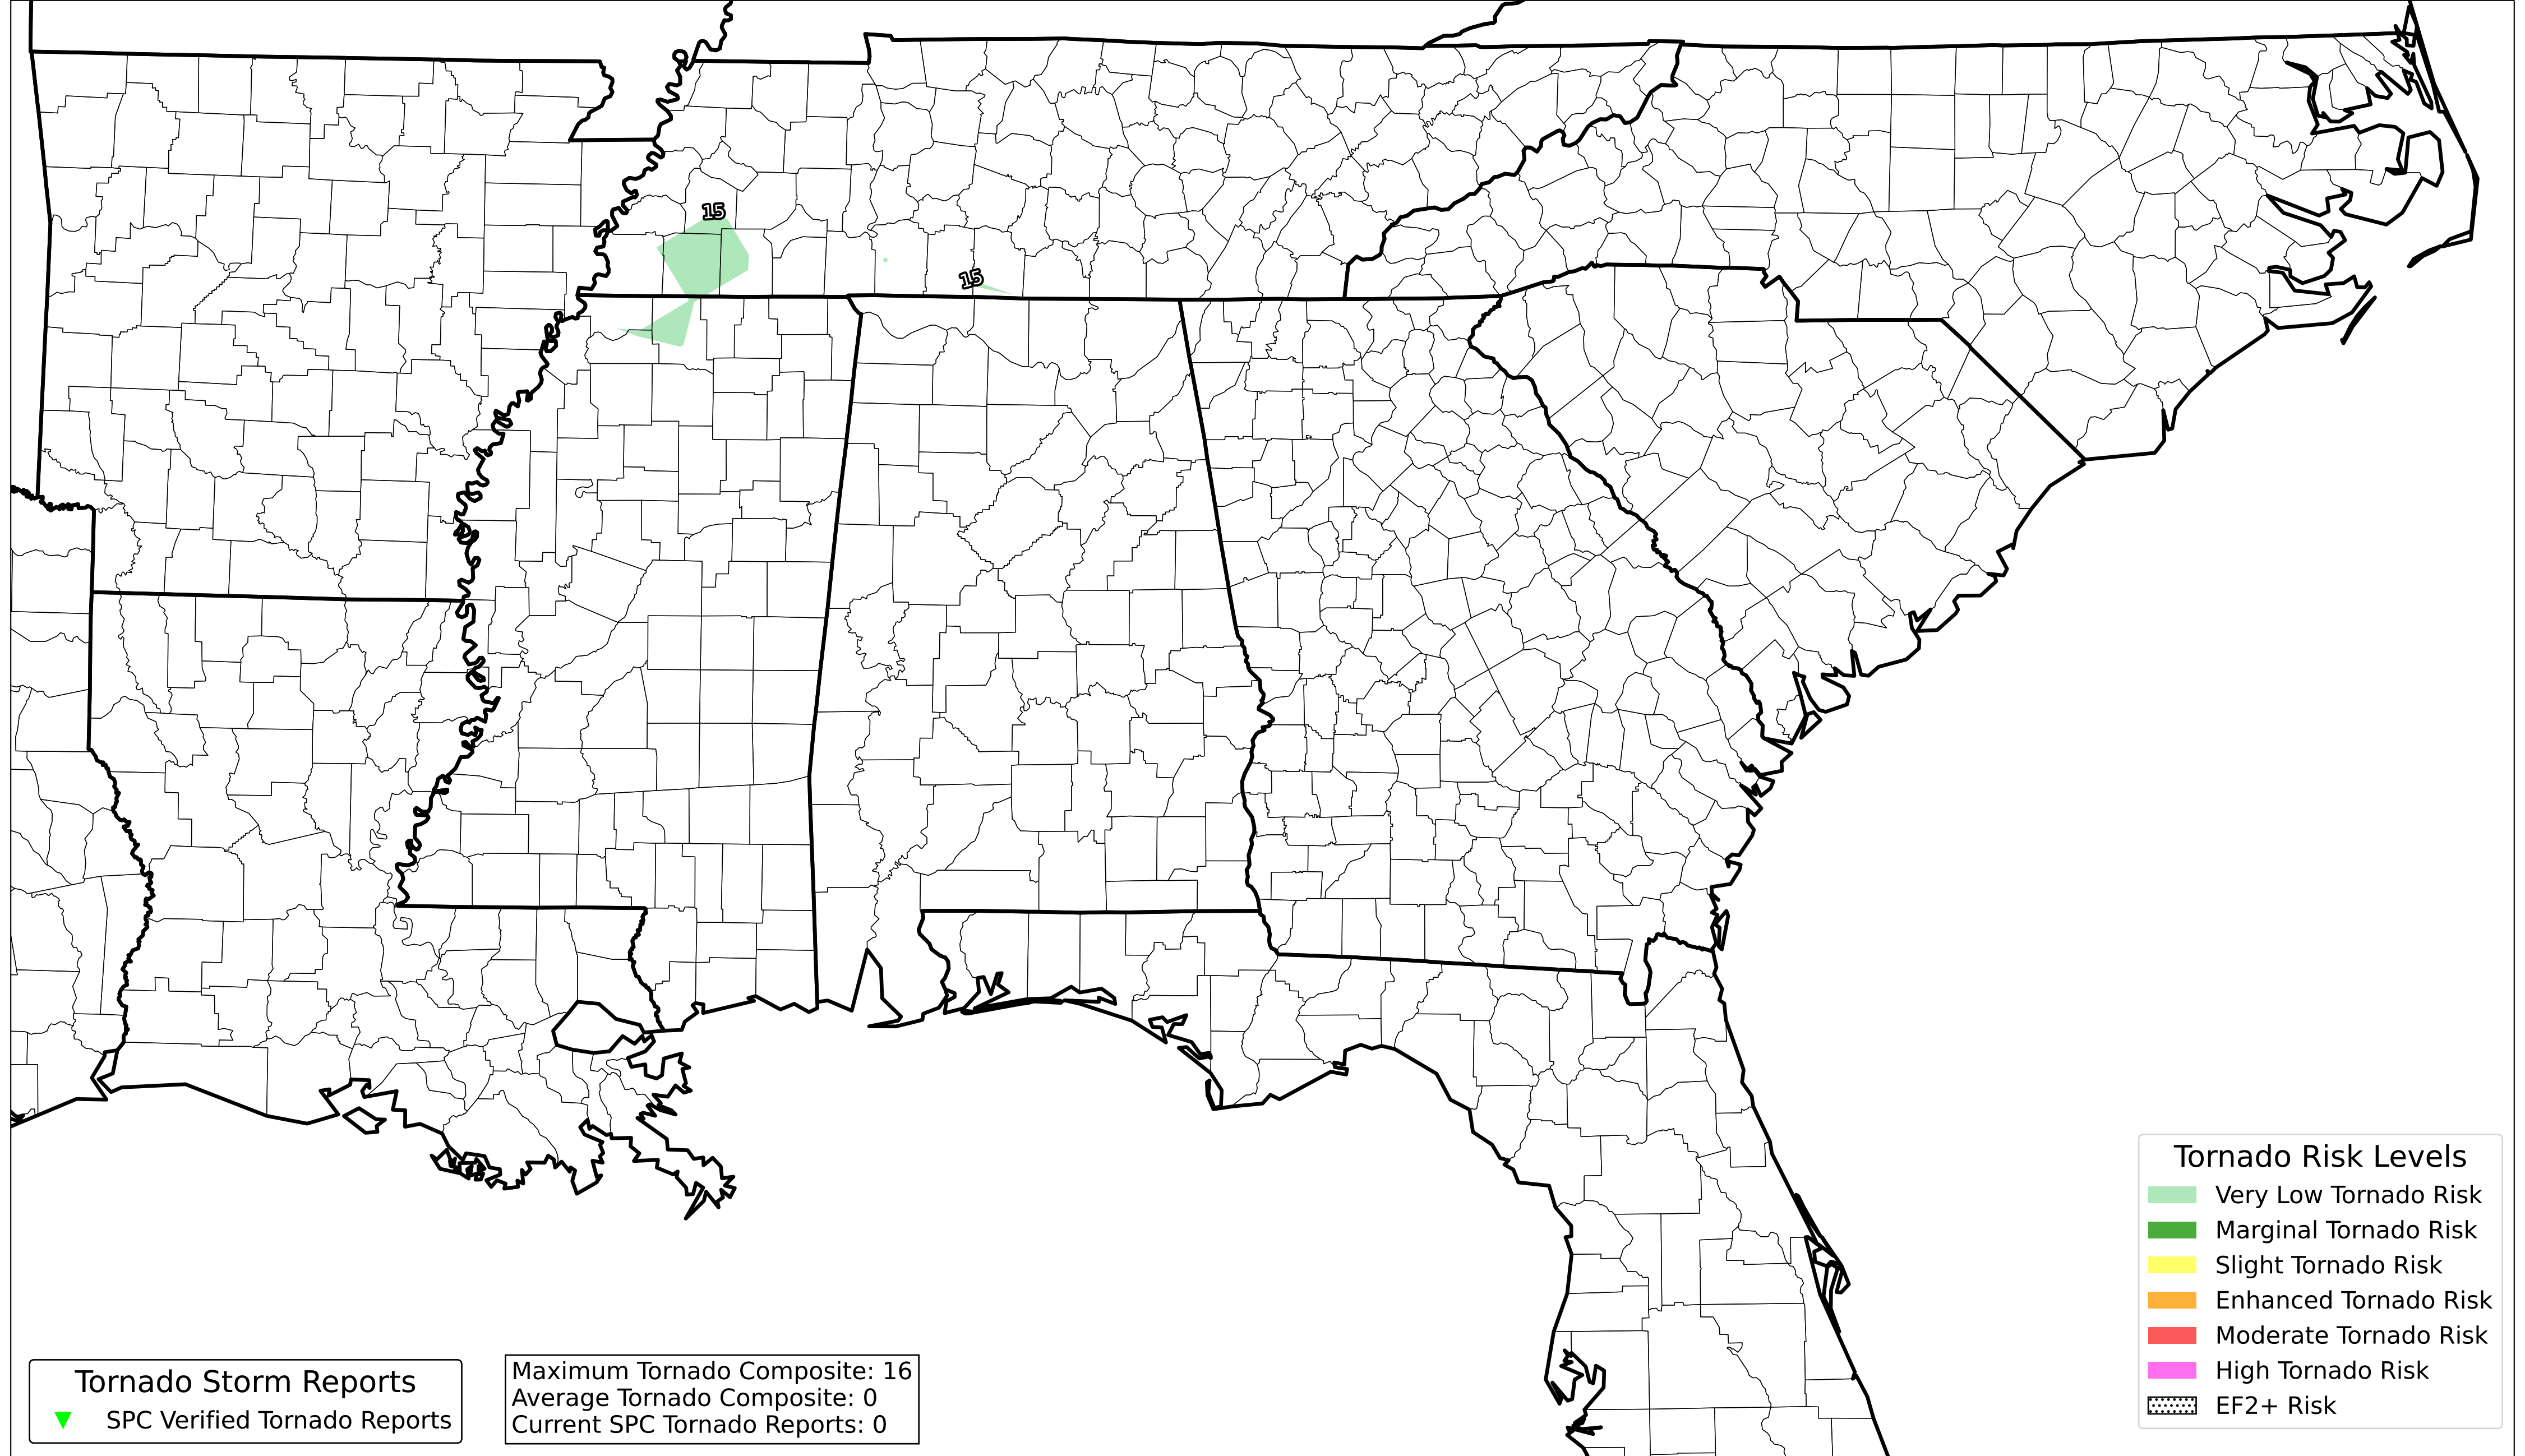 15
15
Tornado Risk Levels
Very Low Tornado Risk
Marginal Tornado Risk
Slight Tornado Risk
Enhanced Tornado Risk
Moderate Tornado Risk
High Tornado Risk
EF2+ Risk
Tornado Storm Reports
SPC Verified Tornado Reports
Maximum Tornado Composite: 16
Average Tornado Composite: 0
Current SPC Tornado Reports: 0